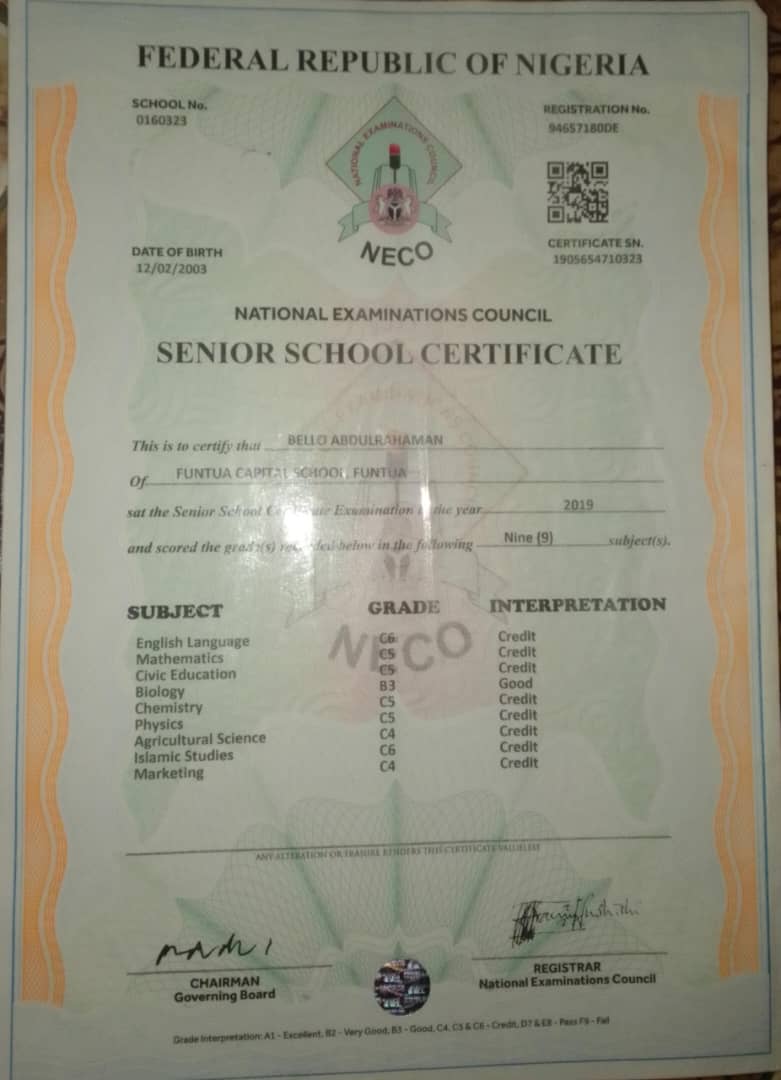 FEDERAL REPUBLIC OF NIGERIA
SCHOOL No.
0160323
REGISTRATION No.
94657180DE
NATIONAL EXAMINATIONS COUNCIL
NECO
DATE OF BIRTH
12/02/2003
CERTIFICATE SN.
1905654710323
NATIONAL EXAMINATIONS COUNCIL
SENIOR SCHOOL CERTIFICATE
This is to certify that BELLO ABDULRAHAMAN
Of FUNTUA CAPITAL SCHOOL, FUNTUA
sat the Senior School Certificate Examination in the year 2019
and scored the grade(s) recorded below in the following Nine (9) subject(s).
NECO
SUBJECT GRADE INTERPRETATION
English Language C6 Credit
Mathematics C5 Credit
Civic Education C5 Credit
Biology B3 Good
Chemistry C5 Credit
Physics C5 Credit
Agricultural Science C4 Credit
Islamic Studies C6 Credit
Marketing C4 Credit
ANY ALTERATION OR ERASURE RENDERS THIS CERTIFICATE VALUELESS
CHAIRMAN
Governing Board
REGISTRAR
National Examinations Council
Grade Interpretation: A1 - Excellent, B2 - Very Good, B3 - Good, C4, C5 & C6 - Credit, D7 & E8 - Pass F9 - Fail